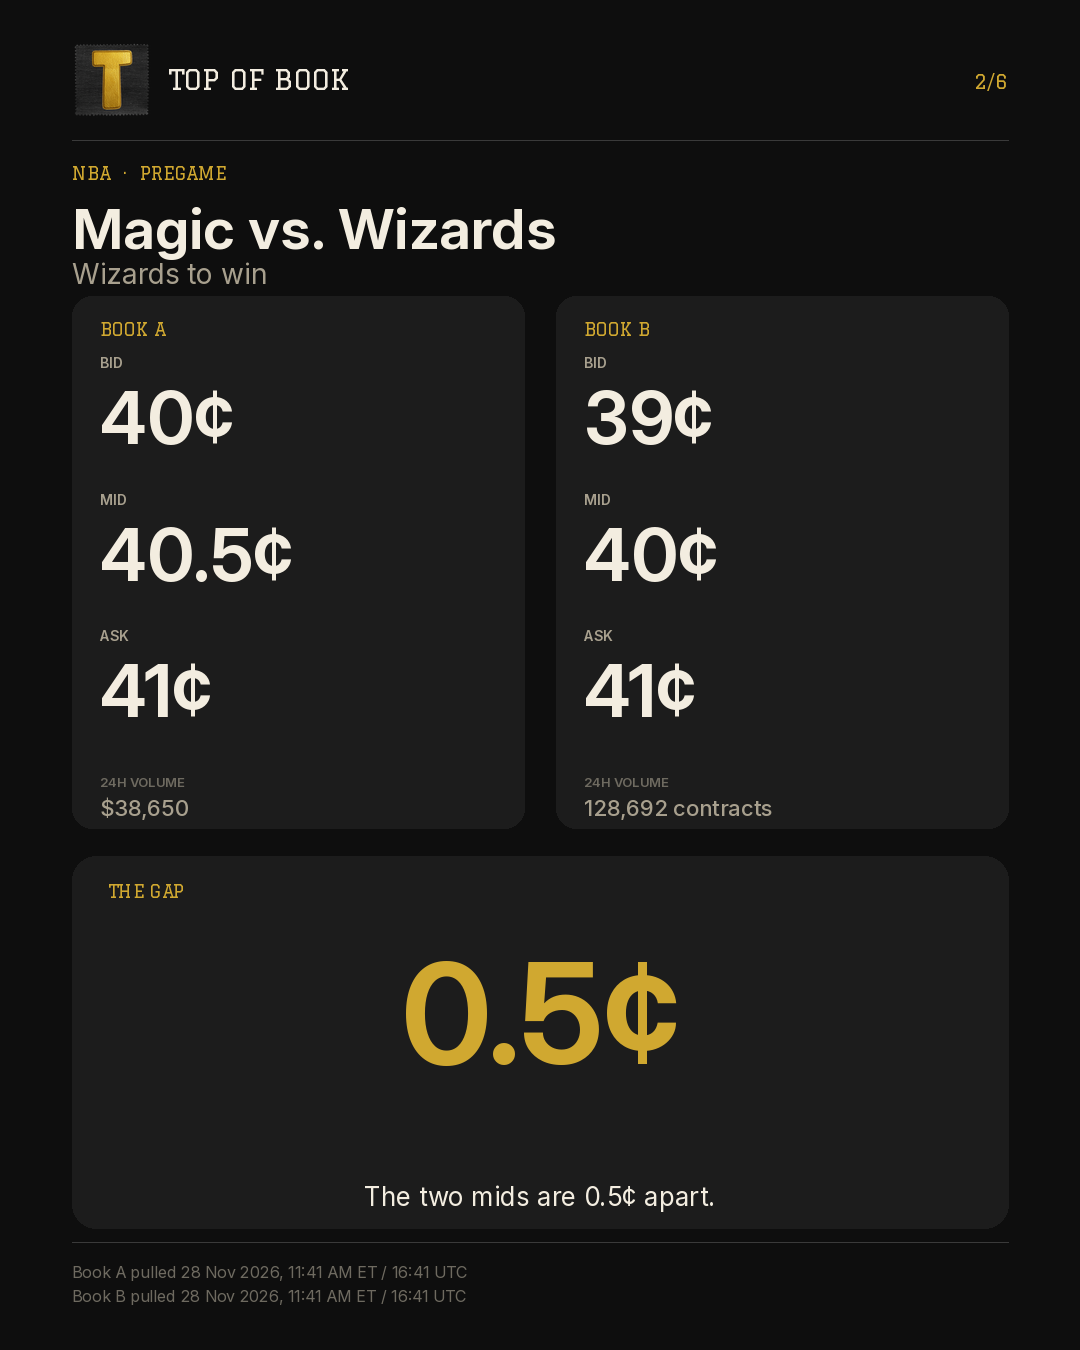 T
TOP OF BOOK
2/6
NBA · PREGAME
Magic vs. Wizards
Wizards to win
BOOK A
BID
40¢
MID
40.5¢
ASK
41¢
24H VOLUME
$38,650
BOOK B
BID
39¢
MID
40¢
ASK
41¢
24H VOLUME
128,692 contracts
THE GAP
0.5¢
The two mids are 0.5¢ apart.
Book A pulled 28 Nov 2026, 11:41 AM ET / 16:41 UTC
Book B pulled 28 Nov 2026, 11:41 AM ET / 16:41 UTC